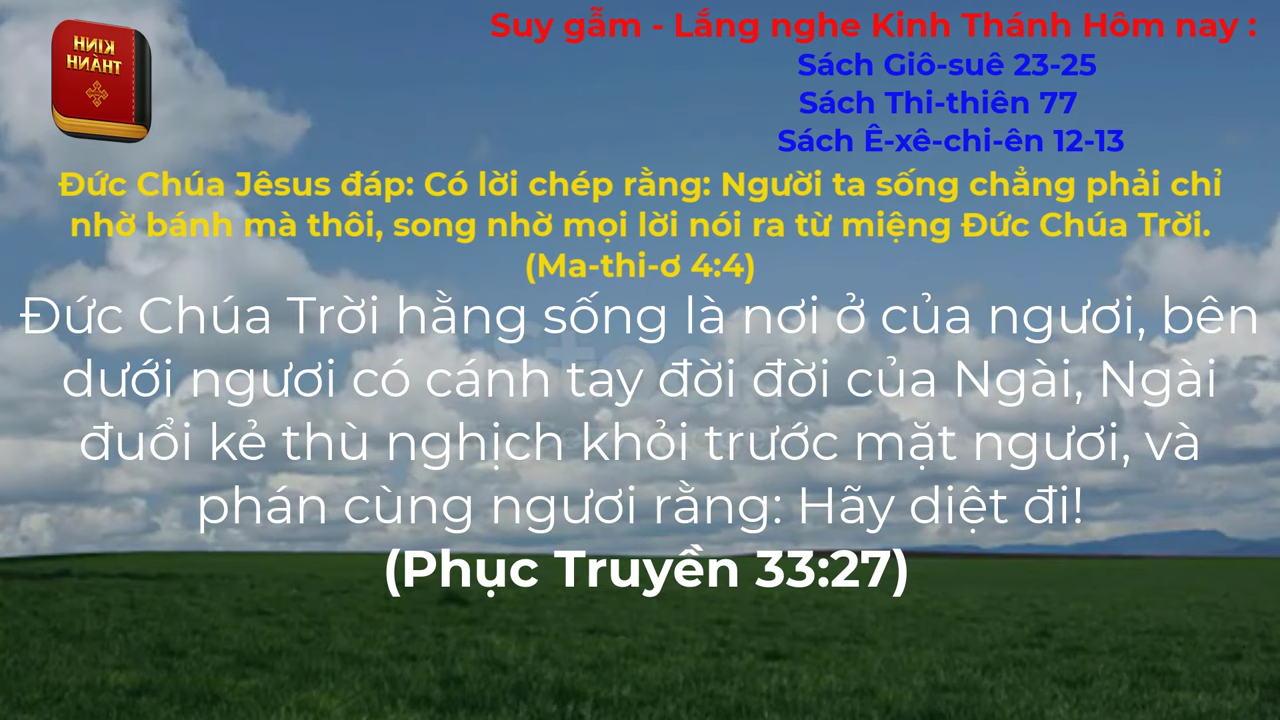 KINH
THÁNH
Suy gẫm - Lắng nghe Kinh Thánh Hôm nay :
Sách Giô-suê 23-25
Sách Thi-thiên 77
Sách Ê-xê-chi-ên 12-13
Đức Chúa Jêsus đáp: Có lời chép rằng: Người ta sống chẳng phải chỉ
nhờ bánh mà thôi, song nhờ mọi lời nói ra từ miệng Đức Chúa Trời.
(Ma-thi-ơ 4:4)
Đức Chúa Trời hằng sống là nơi ở của ngươi, bên
dưới ngươi có cánh tay đời đời của Ngài, Ngài
đuổi kẻ thù nghịch khỏi trước mặt ngươi, và
phán cùng ngươi rằng: Hãy diệt đi!
(Phục Truyền 33:27)